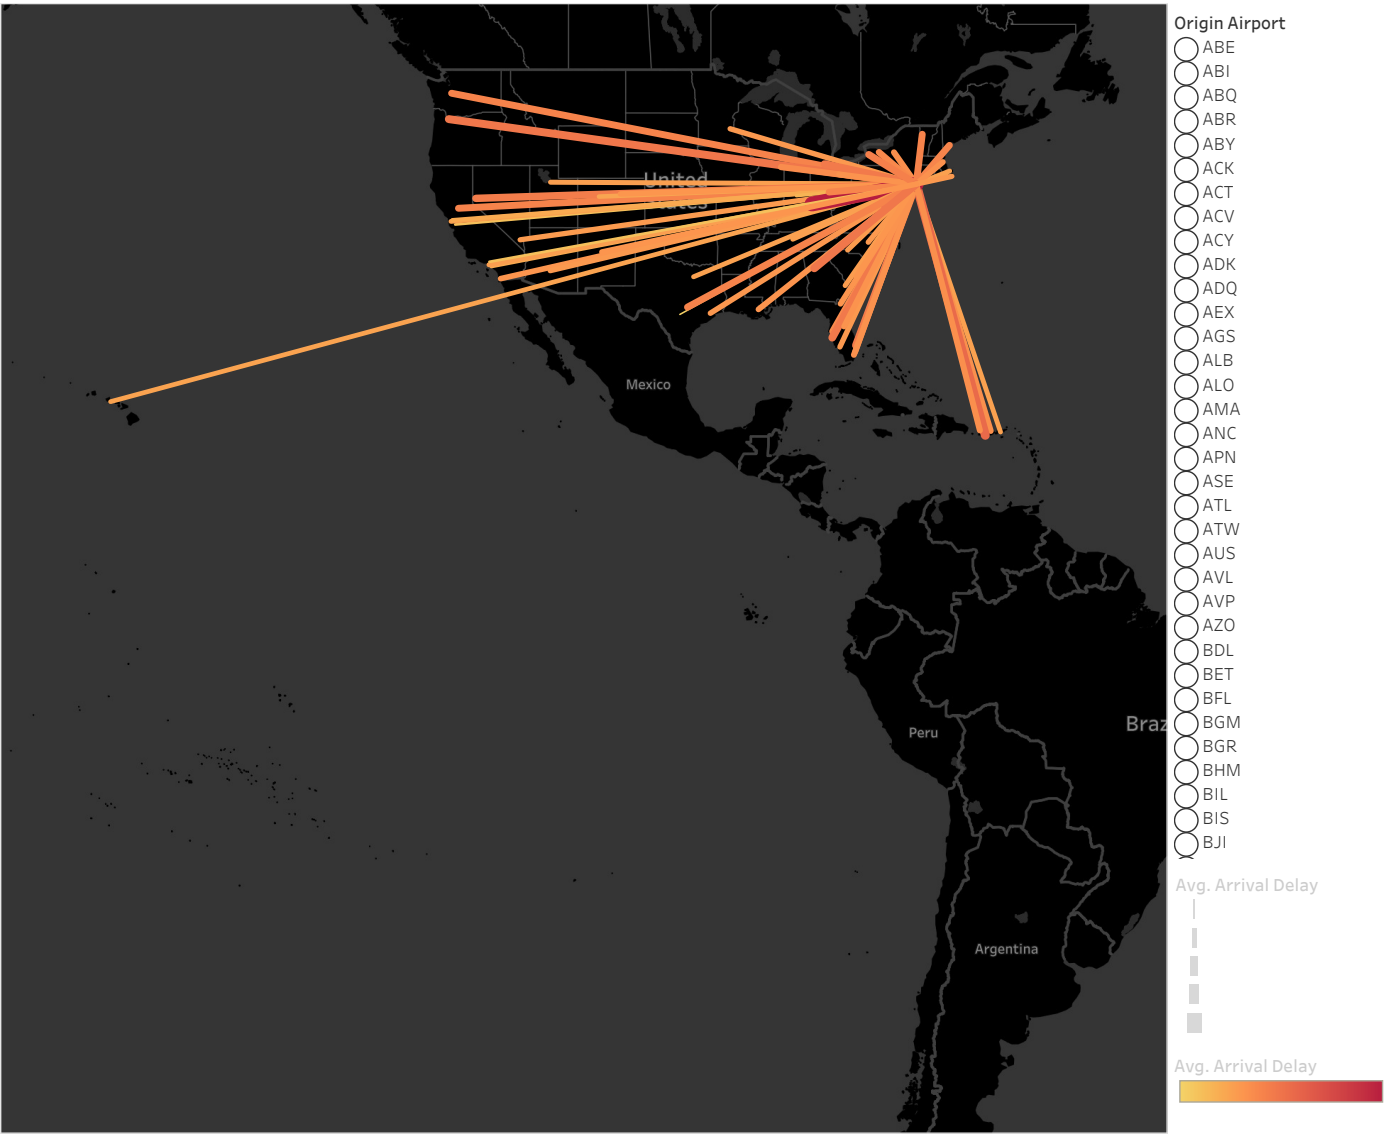 United
States
Mexico
Peru
Braz
Argentina
Origin Airport
ABE
ABI
ABQ
ABR
ABY
ACK
ACT
ACV
ACY
ADK
ADQ
AEX
AGS
ALB
ALO
AMA
ANC
APN
ASE
ATL
ATW
AUS
AVL
AVP
AZO
BDL
BET
BFL
BGM
BGR
BHM
BIL
BIS
BJI
Avg. Arrival Delay
Avg. Arrival Delay